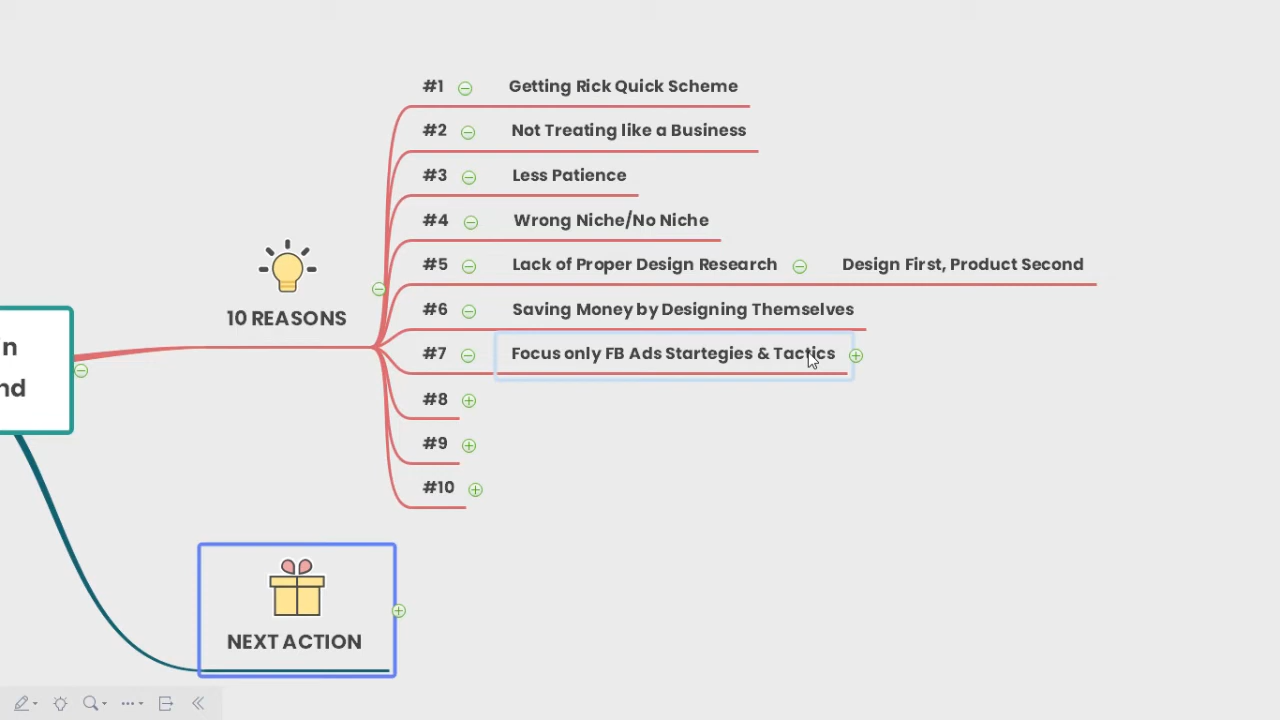 n
nd
10 REASONS
#1 Getting Rick Quick Scheme
#2 Not Treating like a Business
#3 Less Patience
#4 Wrong Niche/No Niche
#5 Lack of Proper Design Research Design First, Product Second
#6 Saving Money by Designing Themselves
#7 Focus only FB Ads Startegies & Tactics
#8
#9
#10
NEXT ACTION